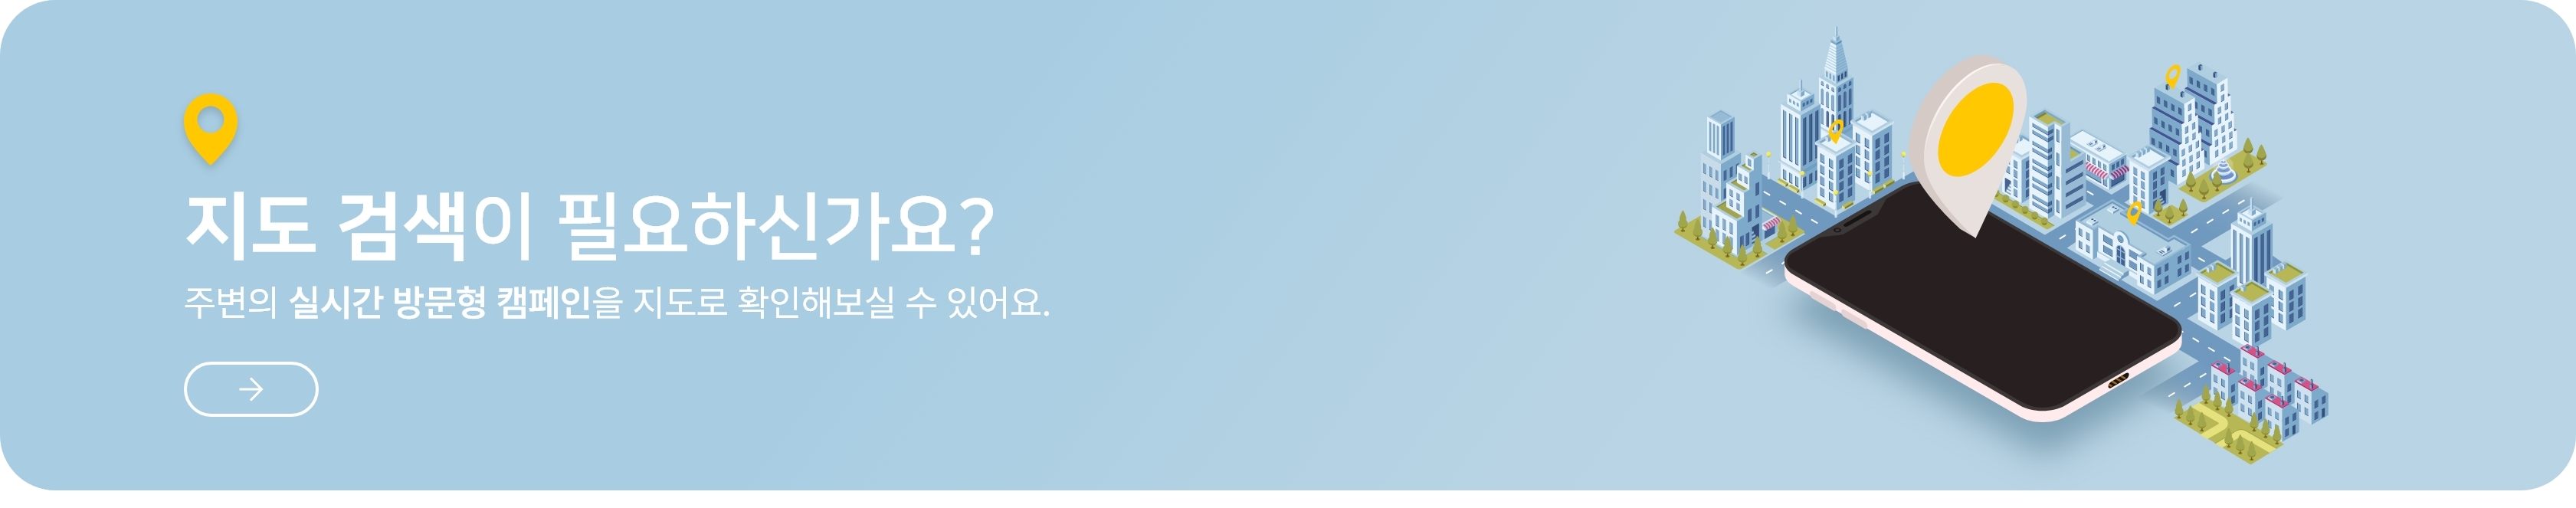 지도 검색이 필요하신가요?
주변의 실시간 방문형 캠페인을 지도로 확인해보실 수 있어요.